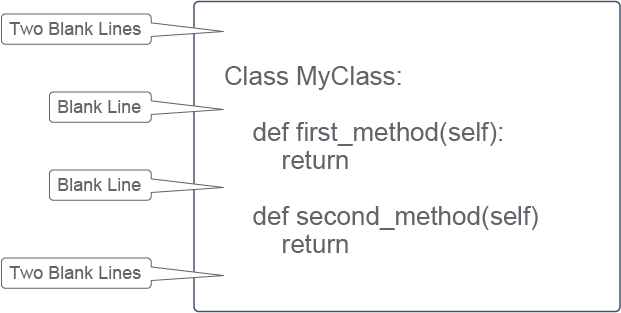 Two Blank Lines
Class MyClass:
Blank Line
def first_method(self):
return
Blank Line
def second_method(self)
return
Two Blank Lines